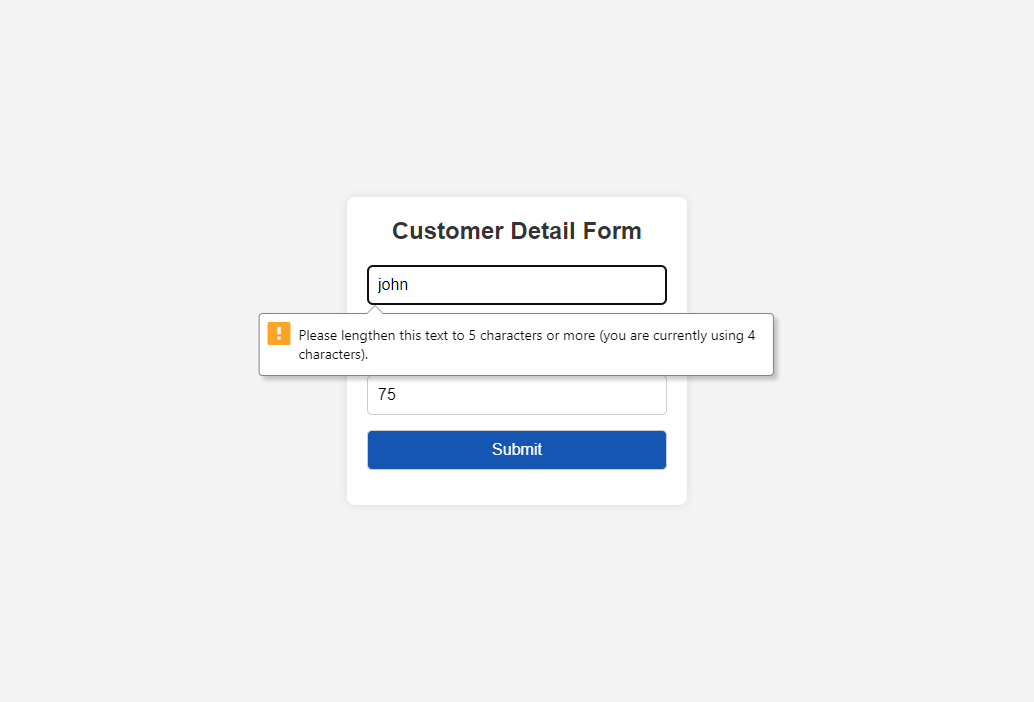 Customer Detail Form
john
Please lengthen this text to 5 characters or more (you are currently using 4
characters).
75
Submit